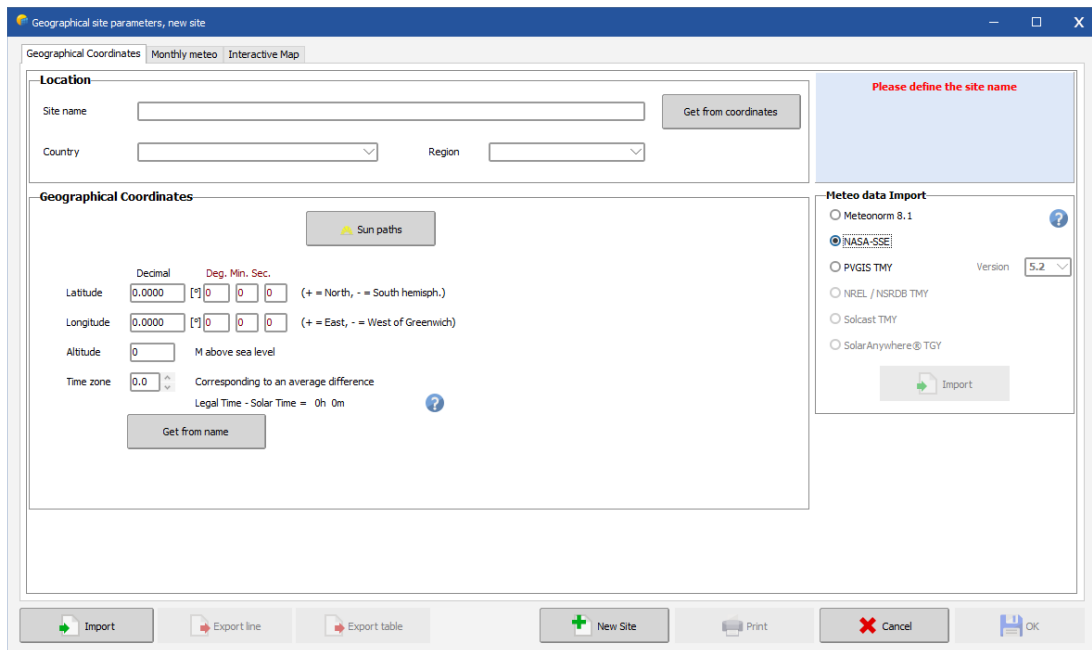 Geographical site parameters, new site
Geographical Coordinates Monthly meteo Interactive Map
Location
Site name
Get from coordinates
Country
Region
Please define the site name
Geographical Coordinates
Sun paths
Decimal Deg. Min. Sec.
Latitude 0.0000 [°] 0 0 0 (+ = North, - = South hemisph.)
Longitude 0.0000 [°] 0 0 0 (+ = East, - = West of Greenwich)
Altitude 0 M above sea level
Time zone 0.0 Corresponding to an average difference
Legal Time - Solar Time = 0h 0m ?
Get from name
Meteo data Import
Meteonorm 8.1 ?
NASA-SSE
PVGIS TMY Version 5.2
NREL / NSRDB TMY
Solcast TMY
SolarAnywhere® TGY
Import
Import Export line Export table New Site Print Cancel OK